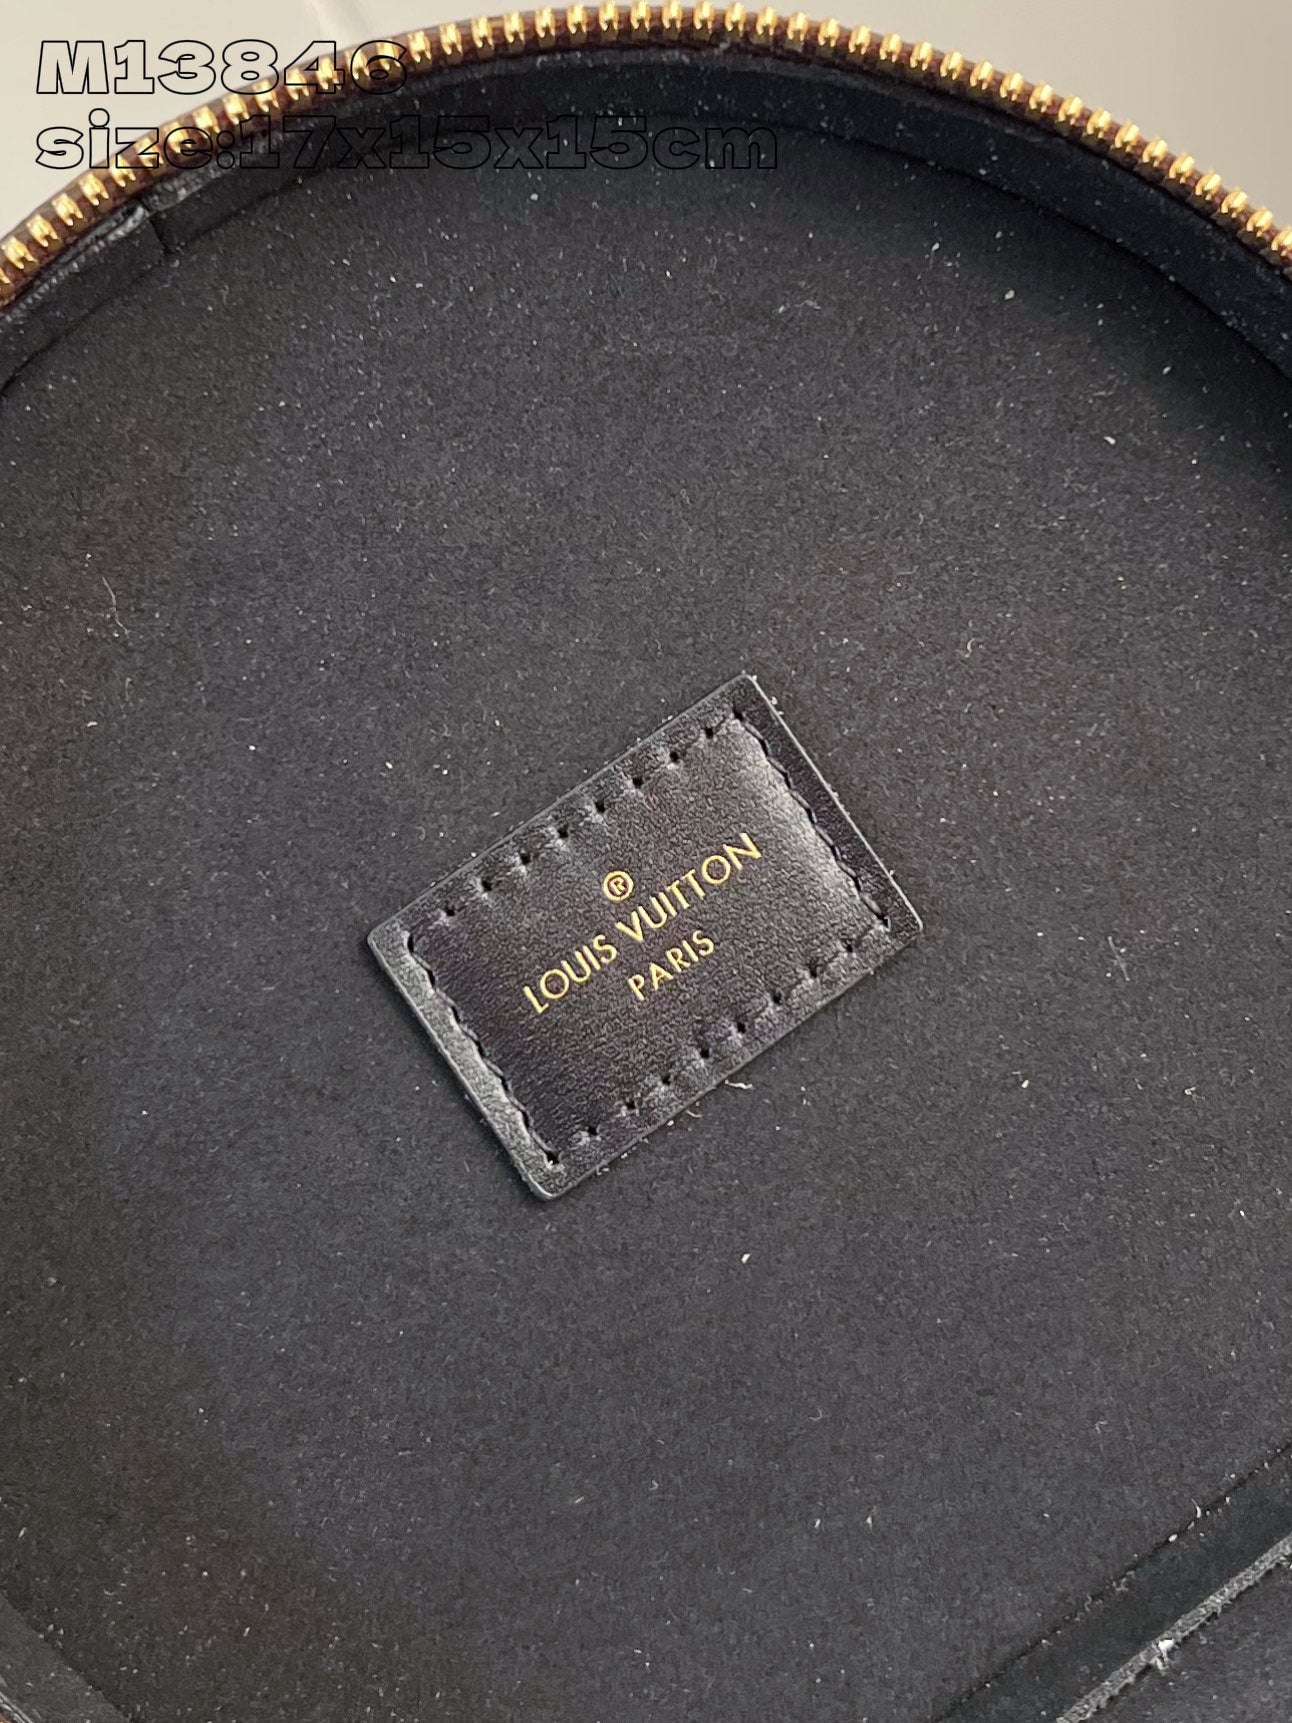 M13846
size:17x15x15cm
®
LOUIS VUITTON
PARIS